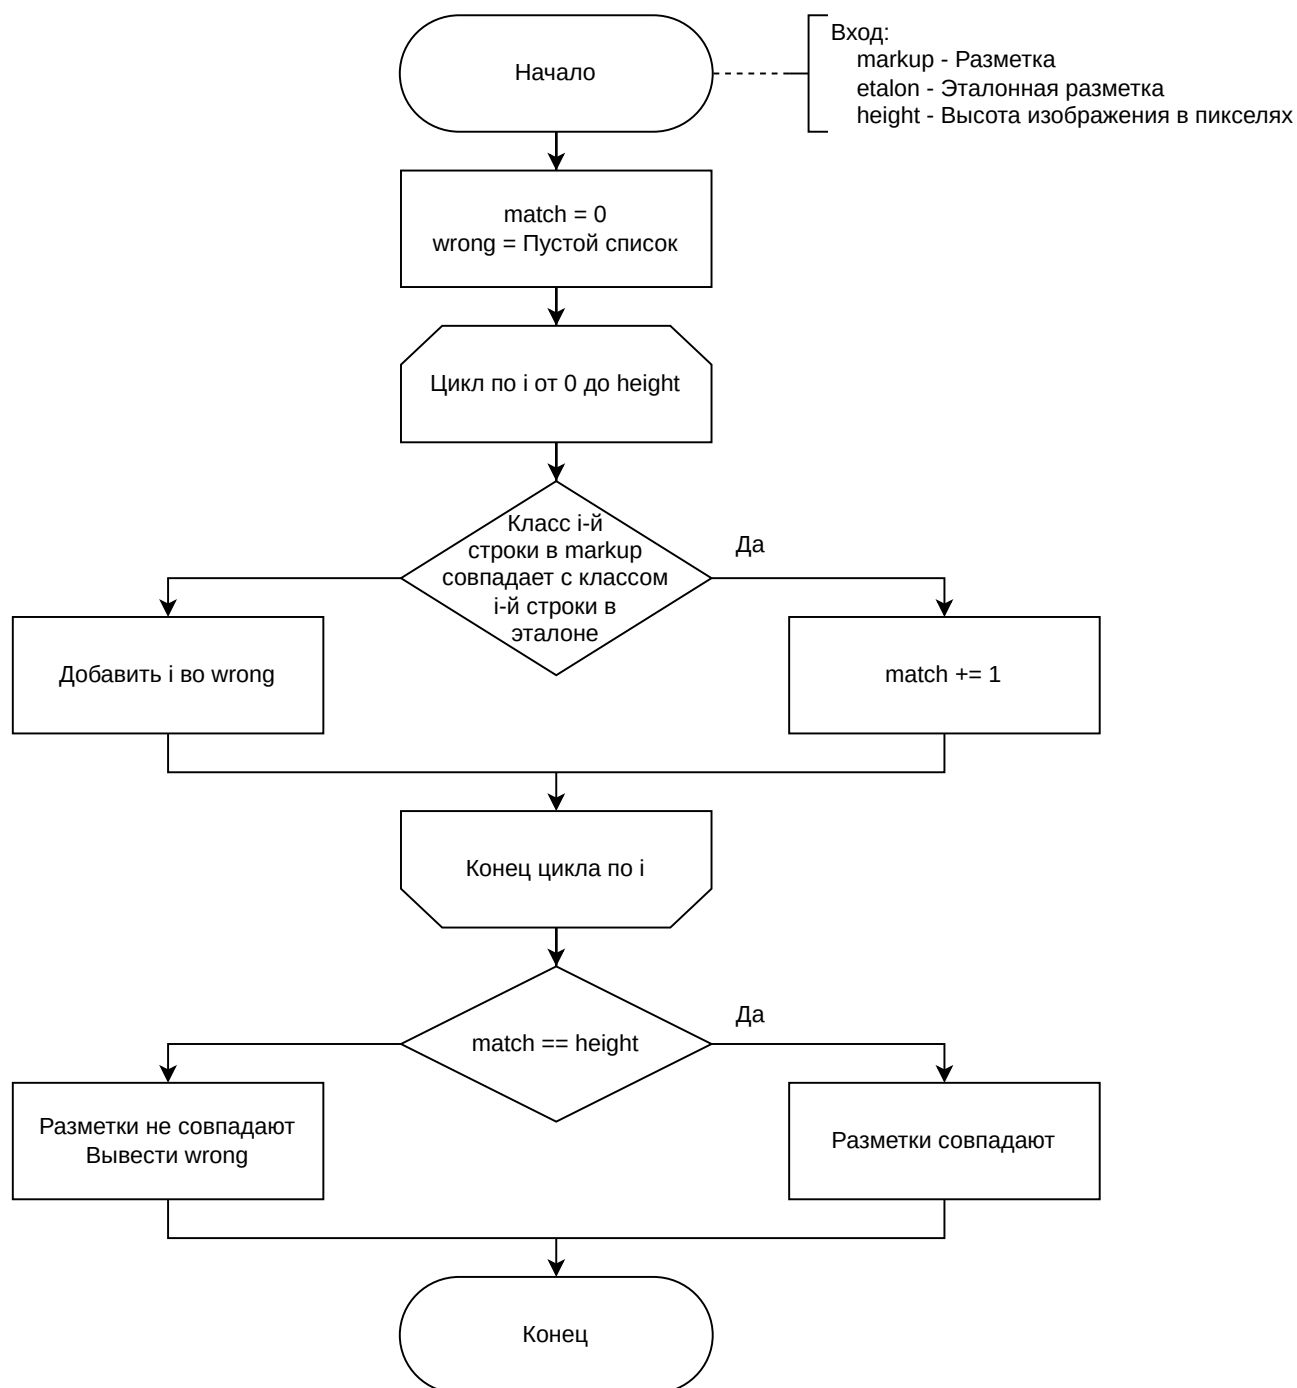 Начало
Вход:
markup - Разметка
etalon - Эталонная разметка
height - Высота изображения в пикселях
match = 0
wrong = Пустой список
Цикл по i от 0 до height
Класс i-й
строки в markup
совпадает с классом
i-й строки в
эталоне
Да
Добавить i во wrong
match += 1
Конец цикла по i
match == height
Да
Разметки не совпадают
Вывести wrong
Разметки совпадают
Конец